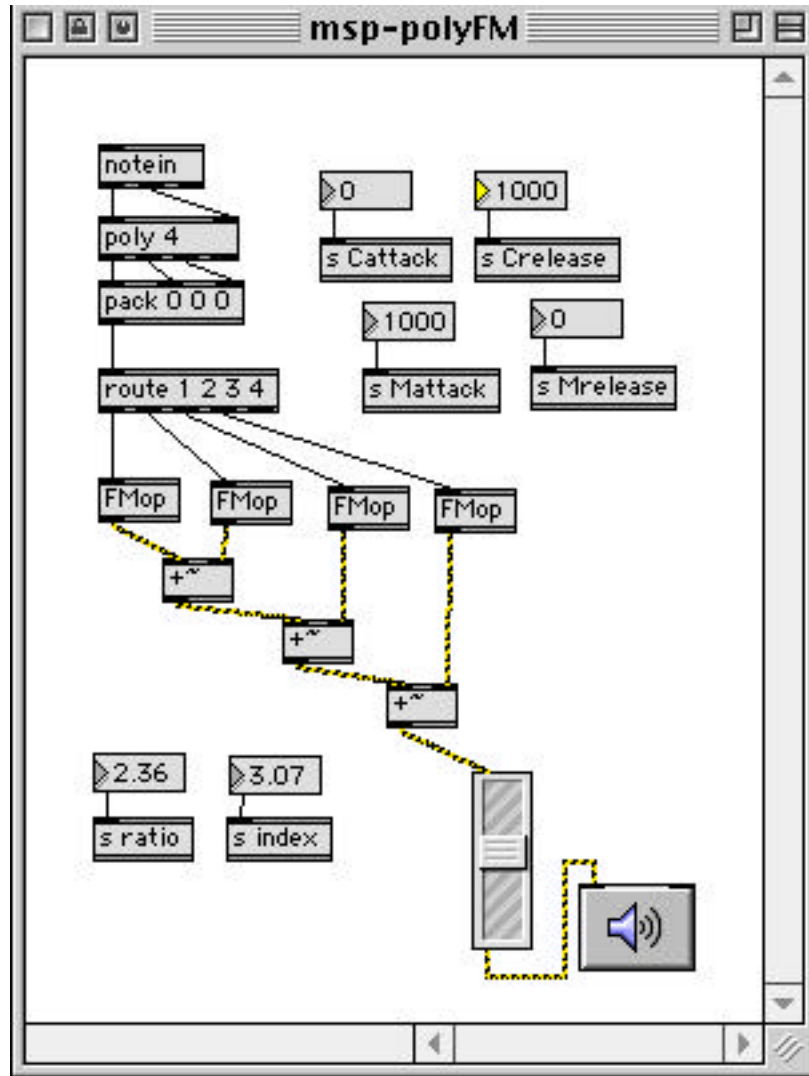 msp-polyFM
notein
0
1000
poly 4
s Cattack
s Crelease
pack 0 0 0
1000
0
route 1 2 3 4
s Mattack
s Mrelease
FMop
FMop
FMop
FMop
+~
+~
+~
2.36
3.07
s ratio
s index